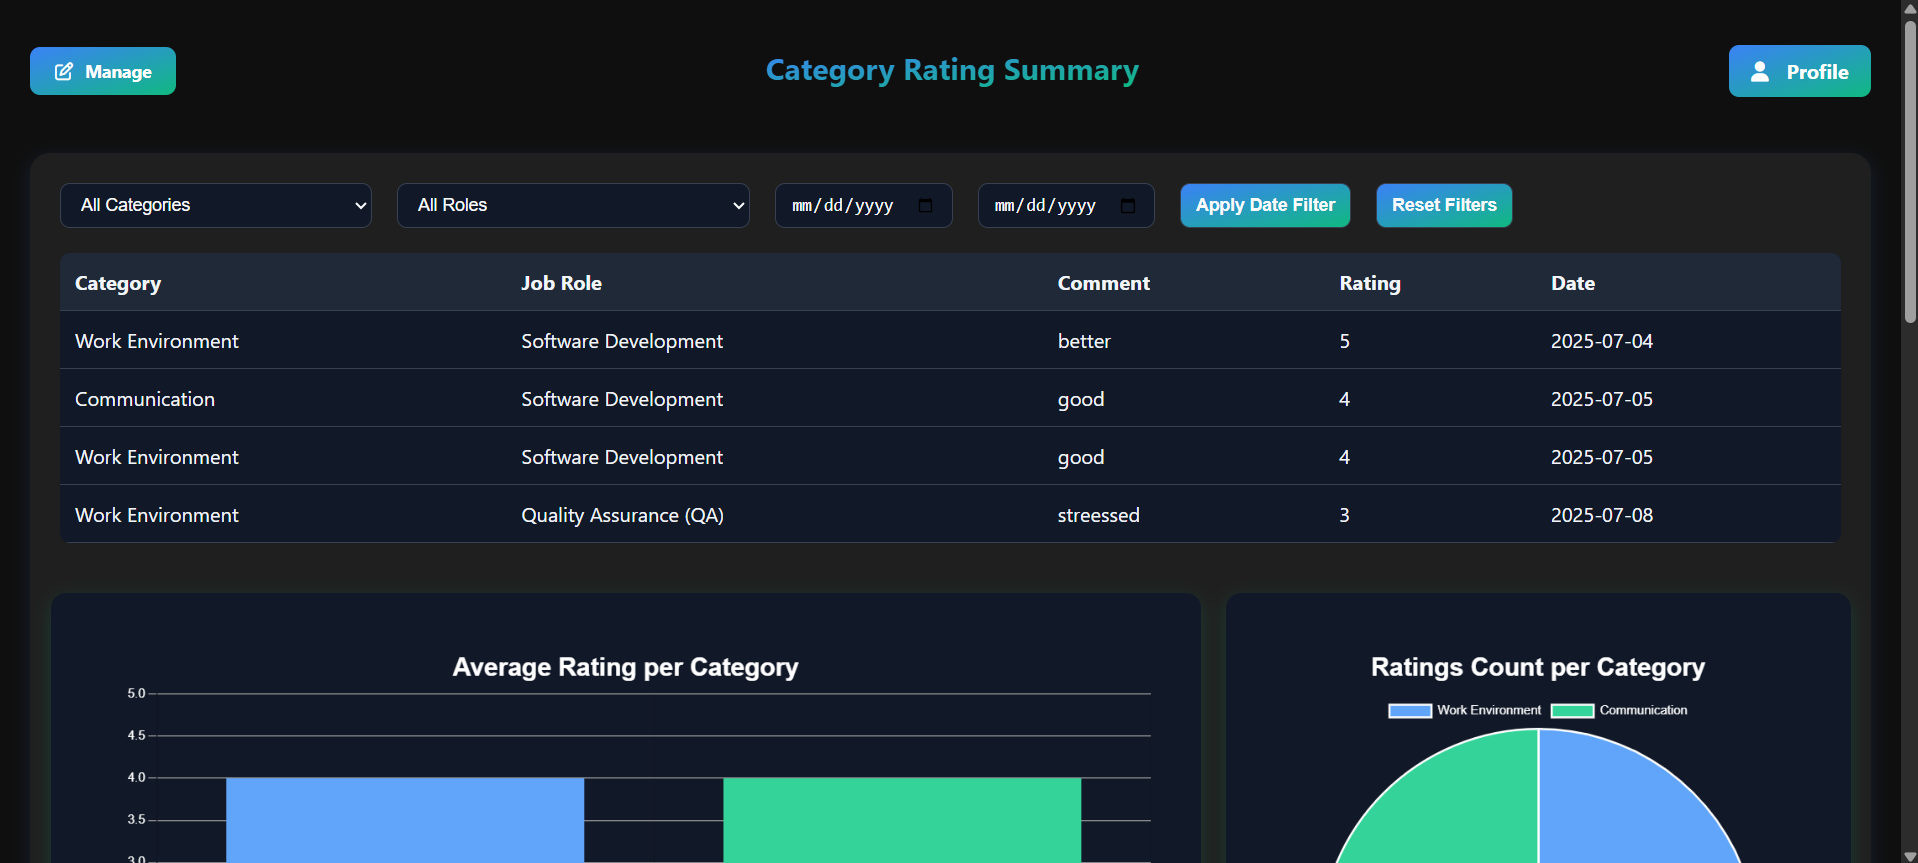 Manage
Category Rating Summary
Profile
All Categories
All Roles
mm/dd/yyyy
mm/dd/yyyy
Apply Date Filter
Reset Filters
Category Job Role Comment Rating Date
Work Environment Software Development better 5 2025-07-04
Communication Software Development good 4 2025-07-05
Work Environment Software Development good 4 2025-07-05
Work Environment Quality Assurance (QA) streessed 3 2025-07-08
Average Rating per Category
5.0
4.5
4.0
3.5
3.0
Ratings Count per Category
Work Environment Communication